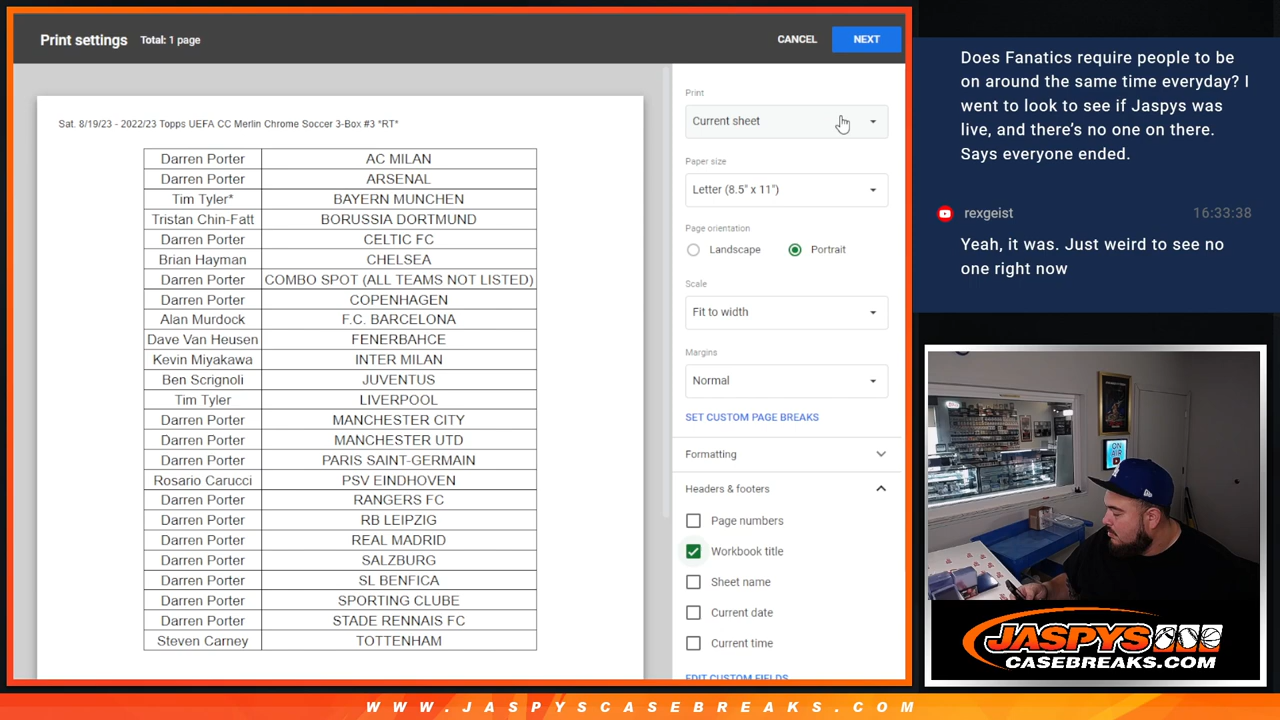 Print settings Total: 1 page CANCEL NEXT
Sat. 8/19/23 - 2022/23 Topps UEFA CC Merlin Chrome Soccer 3-Box #3 *RT*
Darren Porter AC MILAN
Darren Porter ARSENAL
Tim Tyler* BAYERN MUNCHEN
Tristan Chin-Fatt BORUSSIA DORTMUND
Darren Porter CELTIC FC
Brian Hayman CHELSEA
Darren Porter COMBO SPOT (ALL TEAMS NOT LISTED)
Darren Porter COPENHAGEN
Alan Murdock F.C. BARCELONA
Dave Van Heusen FENERBAHCE
Kevin Miyakawa INTER MILAN
Ben Scrignoli JUVENTUS
Tim Tyler LIVERPOOL
Darren Porter MANCHESTER CITY
Darren Porter MANCHESTER UTD
Darren Porter PARIS SAINT-GERMAIN
Rosario Carucci PSV EINDHOVEN
Darren Porter RANGERS FC
Darren Porter RB LEIPZIG
Darren Porter REAL MADRID
Darren Porter SALZBURG
Darren Porter SL BENFICA
Darren Porter SPORTING CLUBE
Darren Porter STADE RENNAIS FC
Steven Carney TOTTENHAM
Print
Current sheet
Paper size
Letter (8.5" x 11")
Page orientation
Landscape Portrait
Scale
Fit to width
Margins
Normal
SET CUSTOM PAGE BREAKS
Formatting
Headers & footers
Page numbers
Workbook title
Sheet name
Current date
Current time
EDIT CUSTOM FIELDS
Does Fanatics require people to be
on around the same time everyday? I
went to look to see if Jaspys was
live, and there's no one on there.
Says everyone ended.
rexgeist 16:33:38
Yeah, it was. Just weird to see no
one right now
ON
AIR
JASPYS
CASEBREAKS.COM
WWW.JASPYSCASEBREAKS.COM